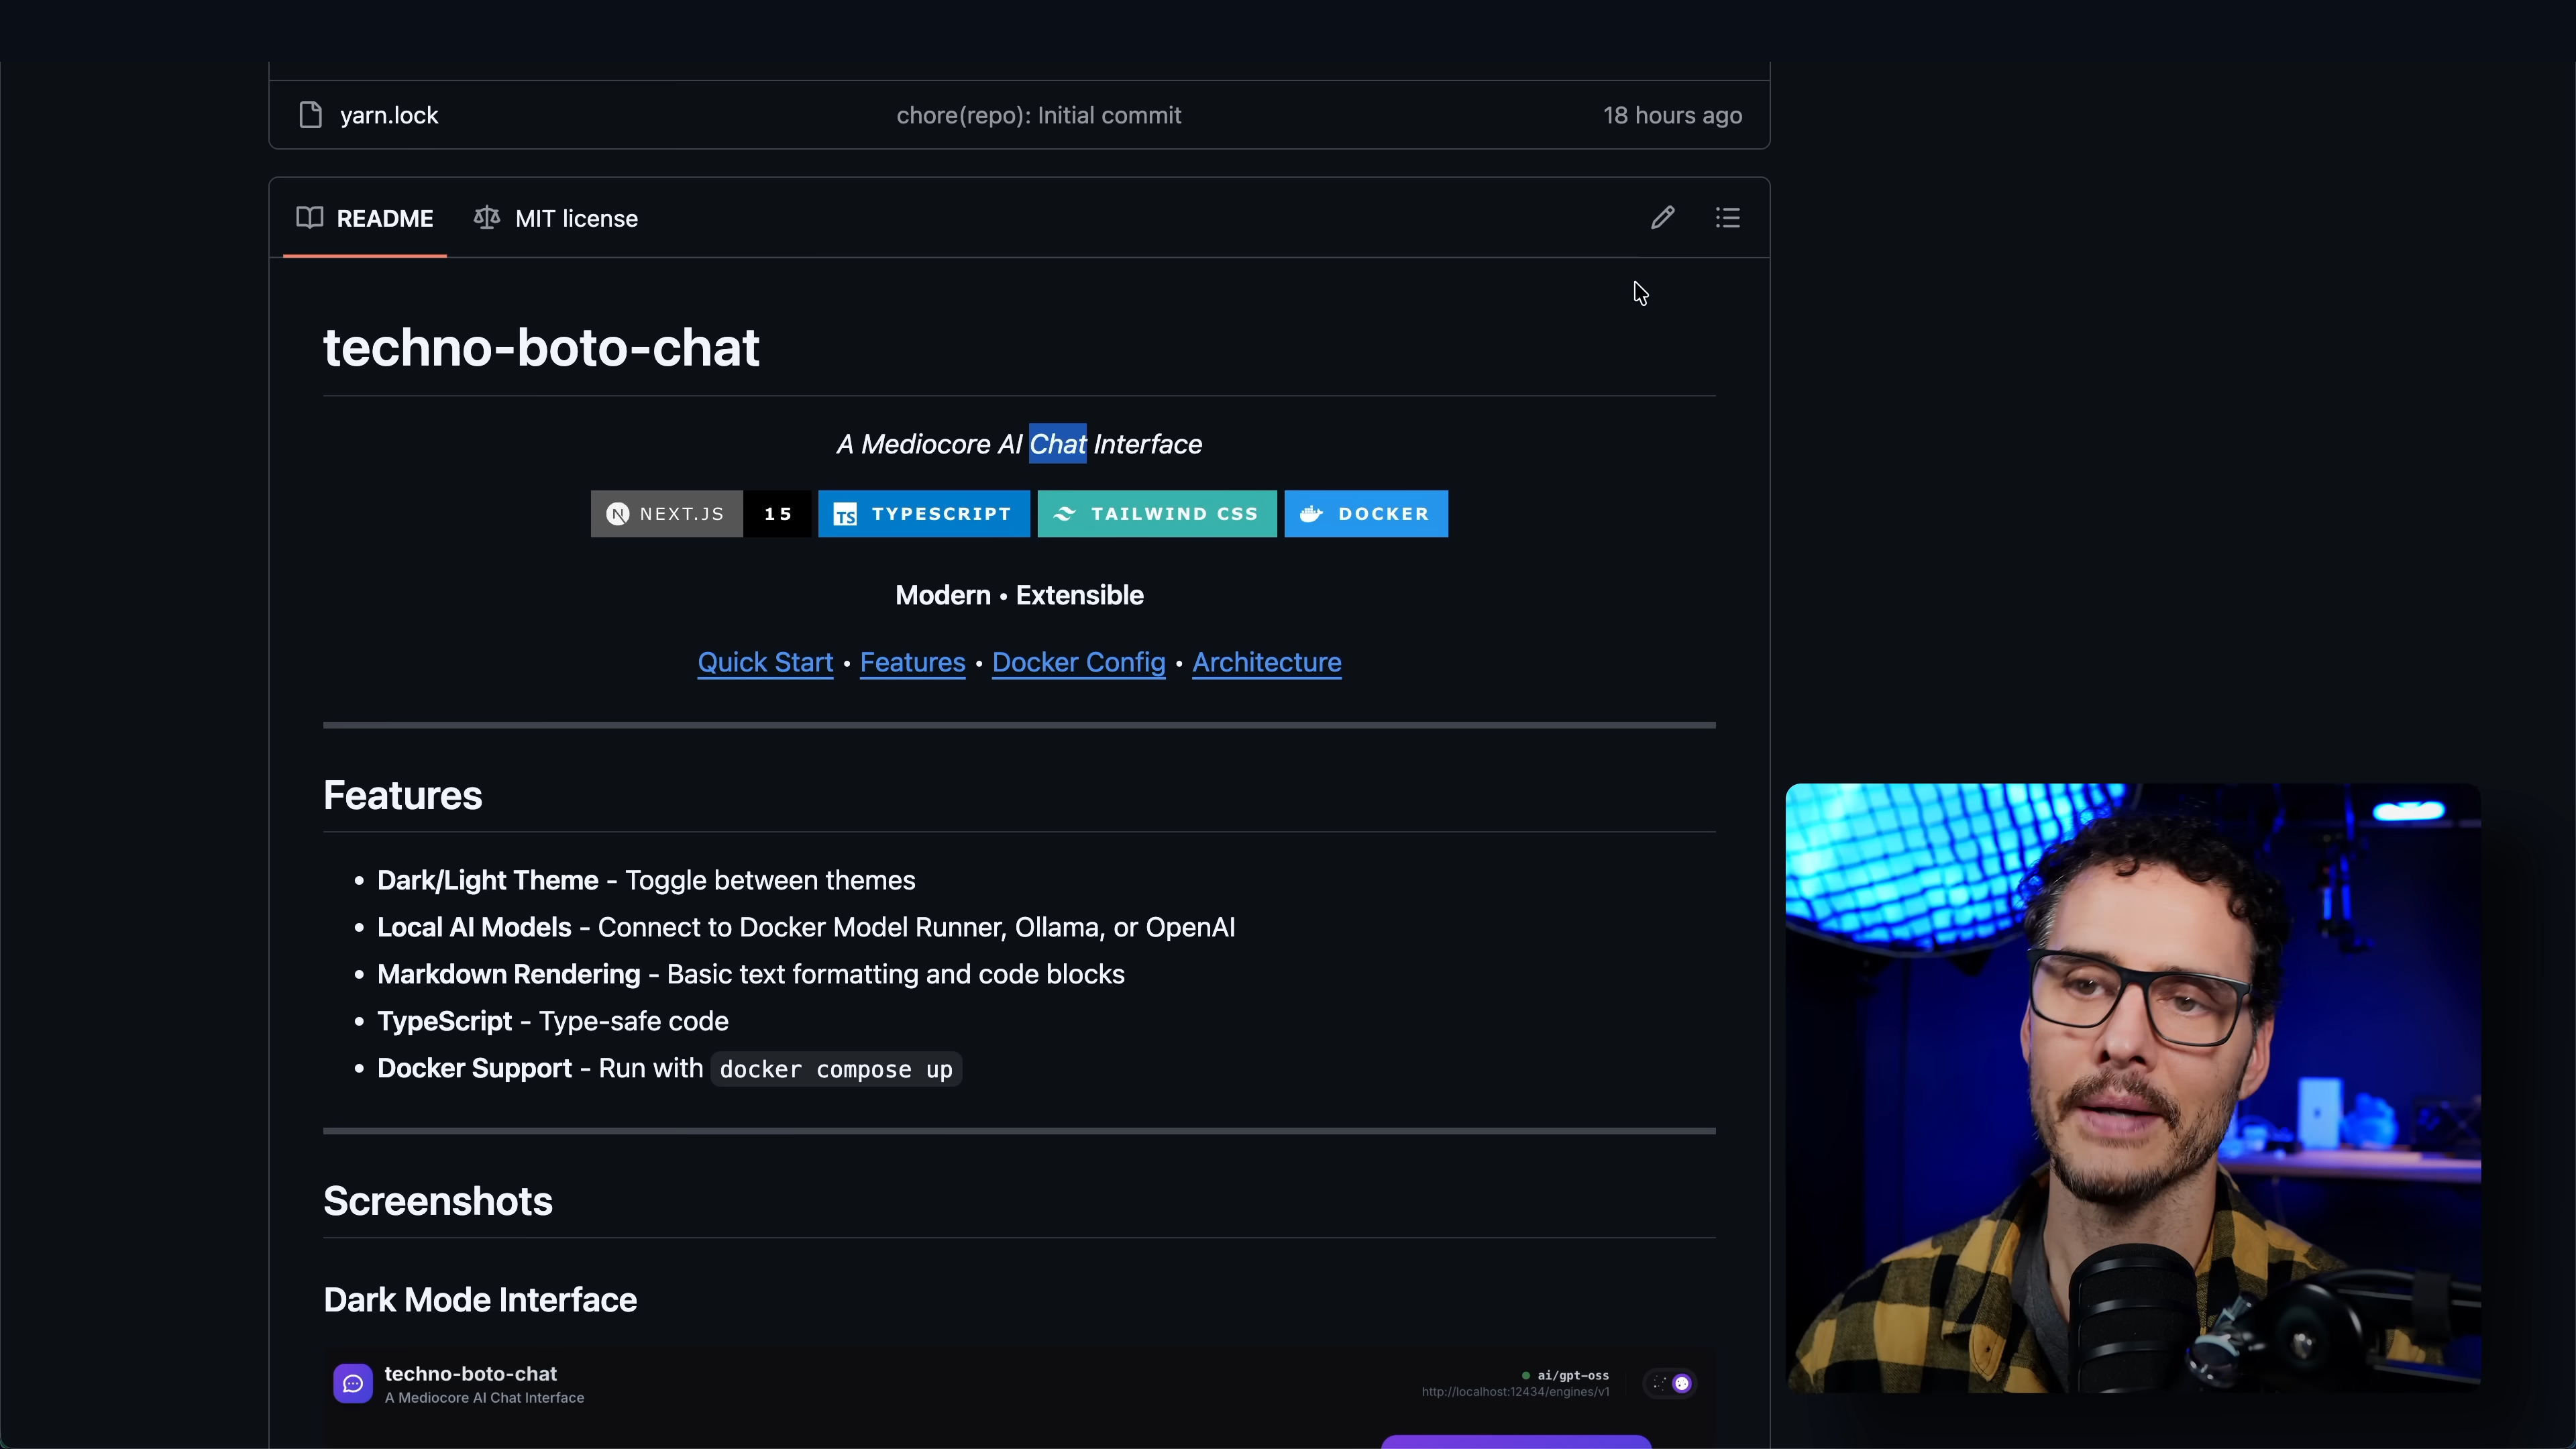 yarn.lock chore(repo): Initial commit 18 hours ago
README MIT license
techno-boto-chat
A Mediocore AI Chat Interface
NEXT.JS 15 TYPESCRIPT TAILWIND CSS DOCKER
Modern • Extensible
Quick Start • Features • Docker Config • Architecture
Features
• Dark/Light Theme - Toggle between themes
• Local AI Models - Connect to Docker Model Runner, Ollama, or OpenAI
• Markdown Rendering - Basic text formatting and code blocks
• TypeScript - Type-safe code
• Docker Support - Run with docker compose up
Screenshots
Dark Mode Interface
techno-boto-chat ai/gpt-oss
A Mediocore AI Chat Interface http://localhost:12434/engines/v1